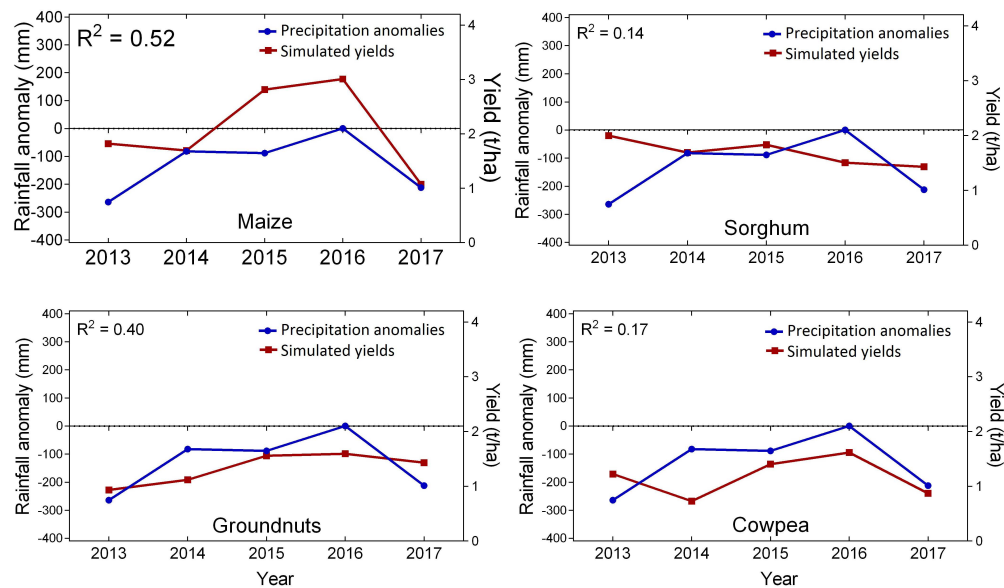 R² = 0.52
Precipitation anomalies
Simulated yields
Rainfall anomaly (mm)
400
300
200
100
0
-100
-200
-300
-400
4
3
2
1
0
Yield (t/ha)
Maize
2013 2014 2015 2016 2017
R² = 0.14
Precipitation anomalies
Simulated yields
Rainfall anomaly (mm)
400
300
200
100
0
-100
-200
-300
-400
4
3
2
1
0
Yield (t/ha)
Sorghum
2013 2014 2015 2016 2017
R² = 0.40
Precipitation anomalies
Simulated yields
Rainfall anomaly (mm)
400
300
200
100
0
-100
-200
-300
-400
4
3
2
1
0
Yield (t/ha)
Groundnuts
2013 2014 2015 2016 2017
Year
R² = 0.17
Precipitation anomalies
Simulated yields
Rainfall anomaly (mm)
400
300
200
100
0
-100
-200
-300
-400
4
3
2
1
0
Yield (t/ha)
Cowpea
2013 2014 2015 2016 2017
Year